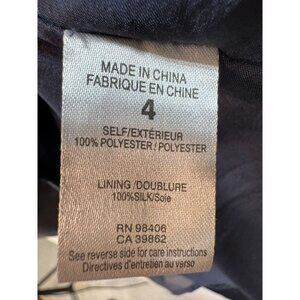 MADE IN CHINA
FABRIQUE EN CHINE
4
SELF/EXTÉRIEUR
100% POLYESTER/POLYESTER
LINING/DOUBLURE
100%SILK/Soie
RN 98406
CA 39862
See reverse side for care instructions
Directives d'entretien au verso